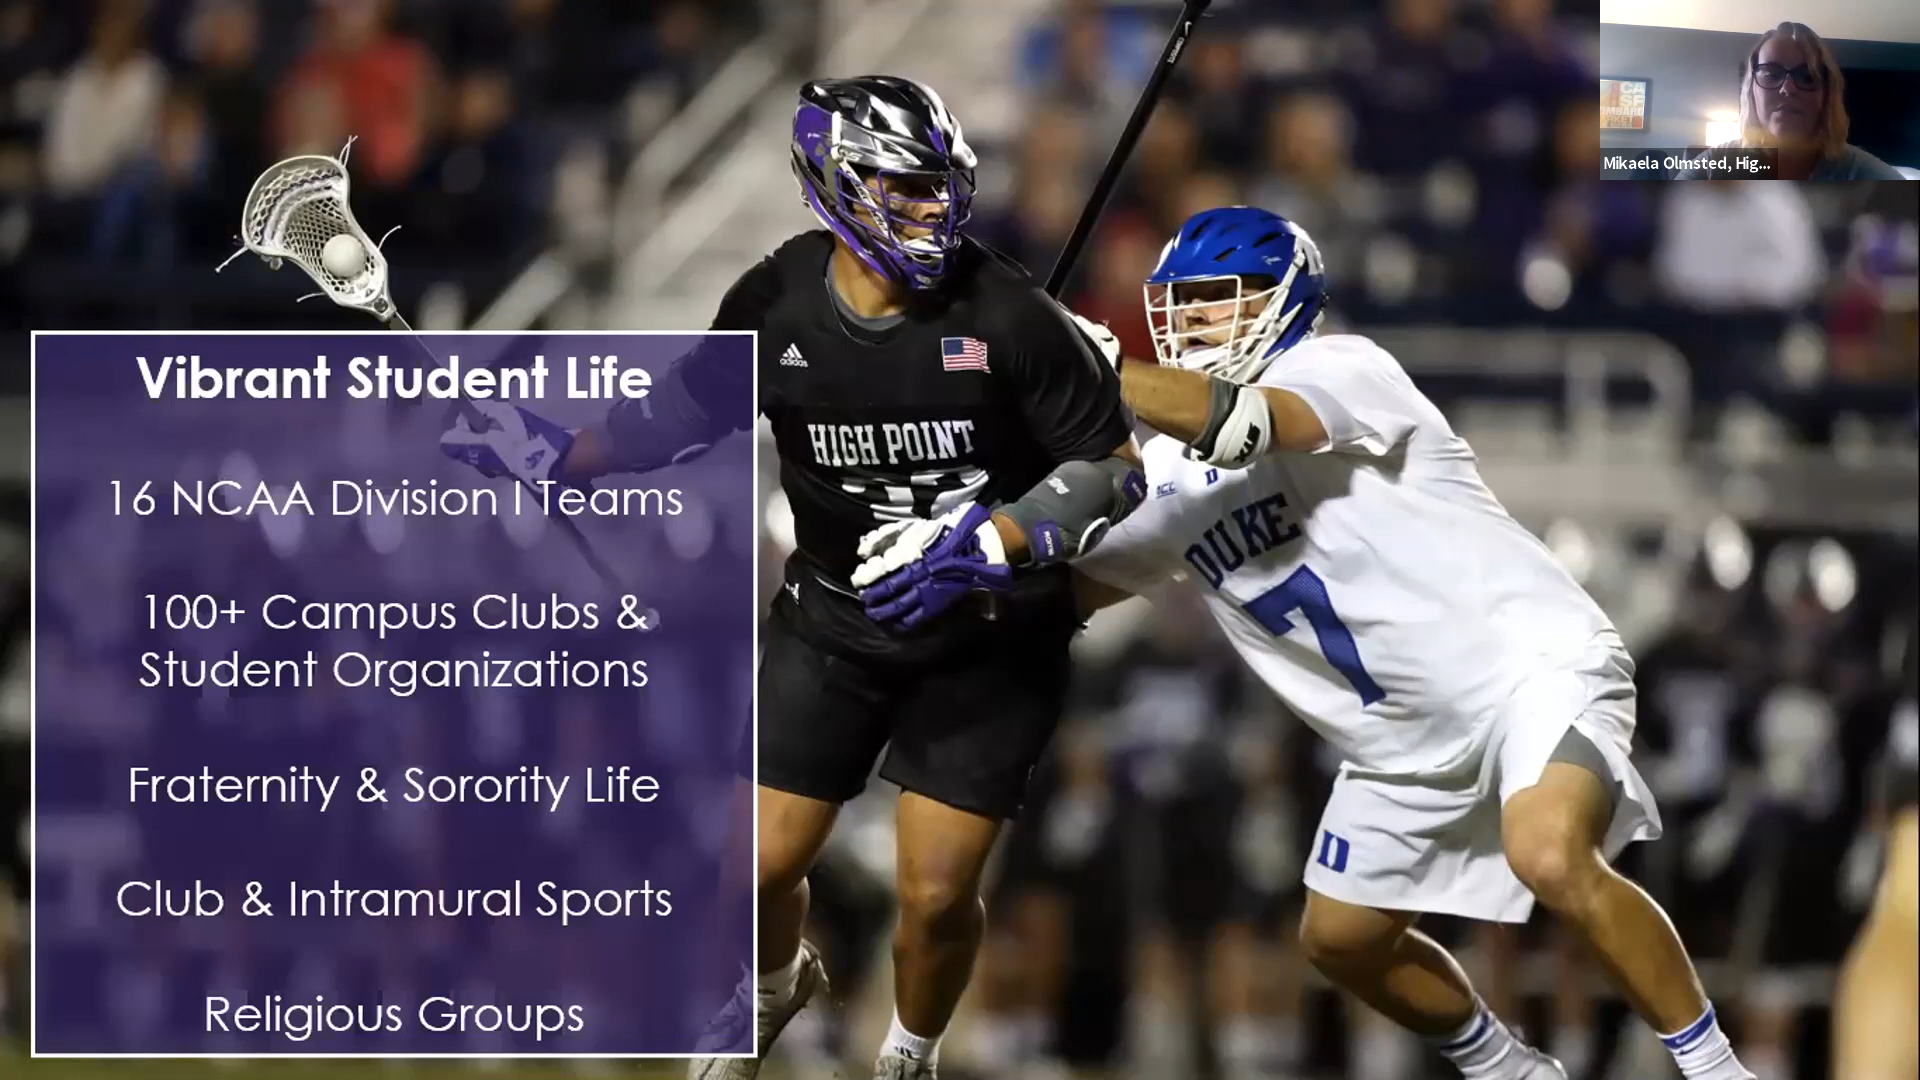 Vibrant Student Life
16 NCAA Division I Teams
100+ Campus Clubs &
Student Organizations
Fraternity & Sorority Life
Club & Intramural Sports
Religious Groups
adidas
HIGH POINT
ACC
D
DUKE
7
D
Mikaela Olmsted, Hig...